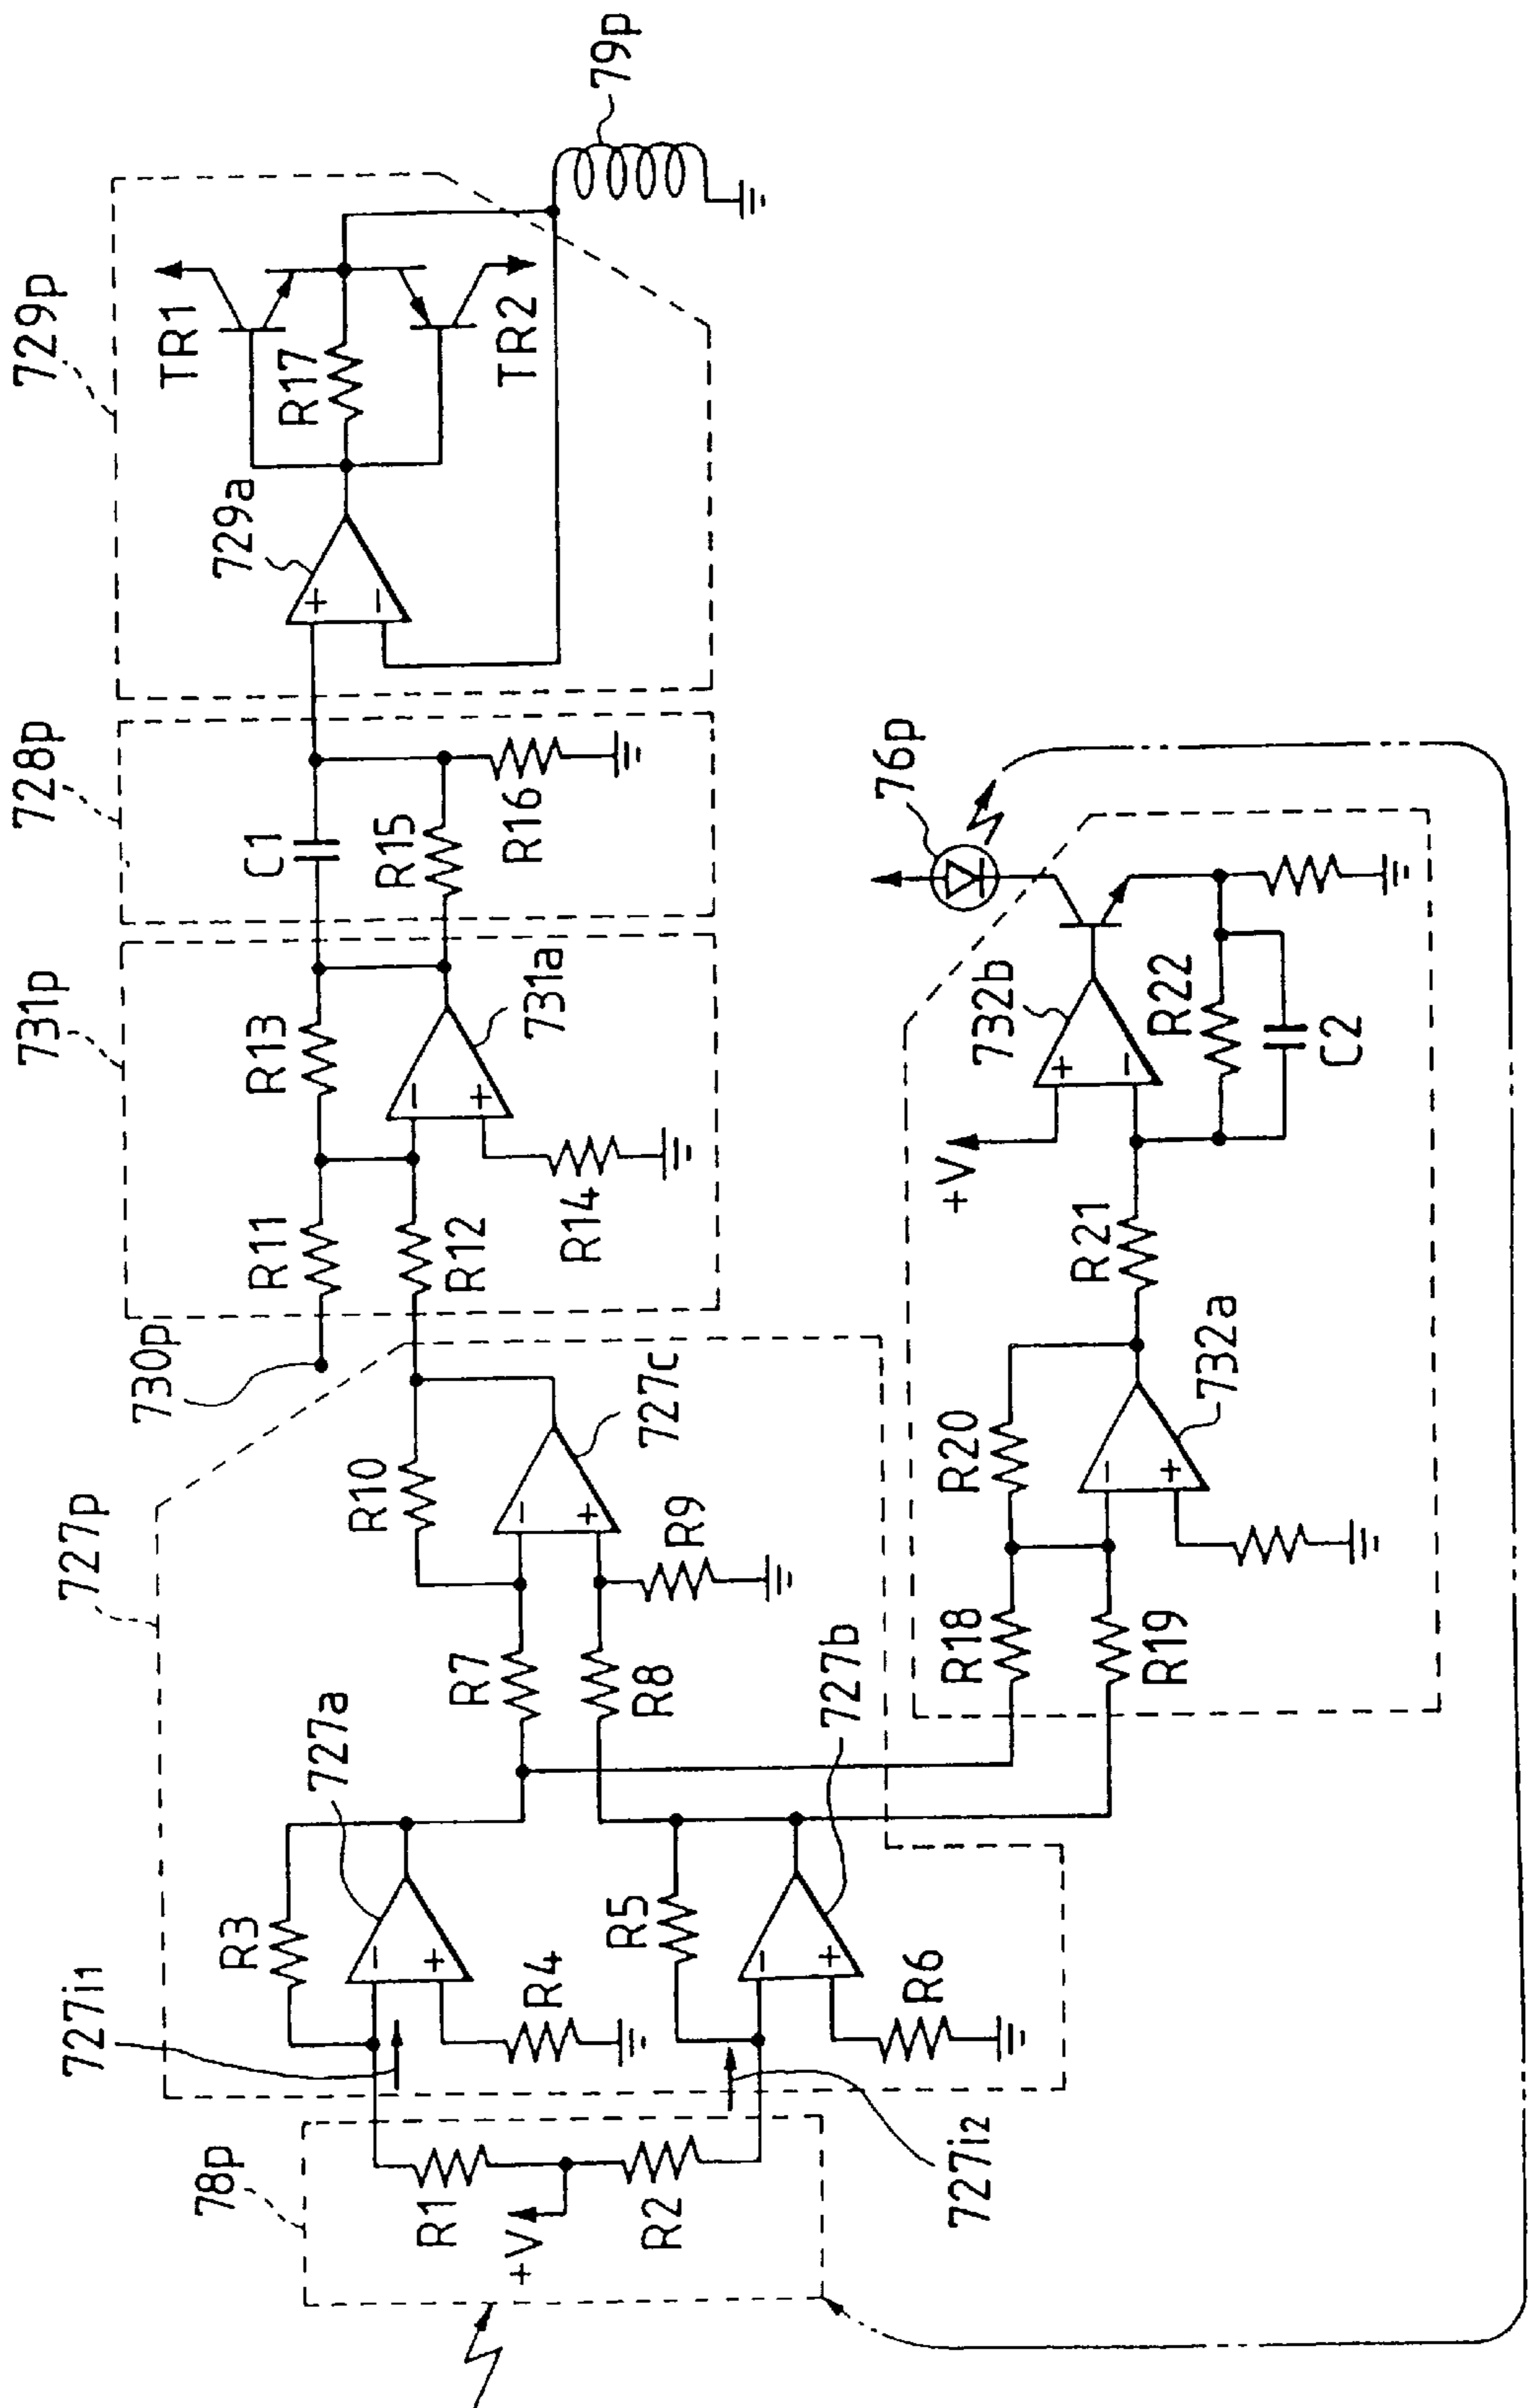 78p
R1
+V
R2
727i1
727i2
727p
R3
727a
−
+
R4
R5
727b
−
+
R6
R7
R8
R10
727c
−
+
R9
730p
731p
R11
R12
R13
731a
−
+
R14
728p
C1
R15
R16
729p
729a
+
−
TR1
R17
TR2
79p
R18
R19
R20
732a
−
+
R21
+V
732b
+
−
R22
C2
76p